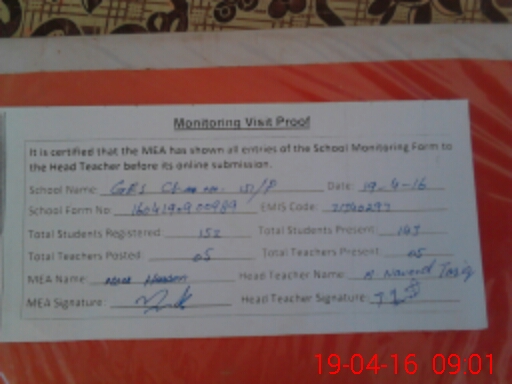 Monitoring Visit Proof
It is certified that the MEA has shown all entries of the School Monitoring Form to
the Head Teacher before its online submission.
School Name: GES Date: 19-4-16
School Form No: EMIS Code:
Total Students Registered: 152 Total Students Present:
Total Teachers Posted: 05 Total Teachers Present: 05
MEA Name: Head Teacher Name:
MEA Signature: Head Teacher Signature:
19-04-16 09:01